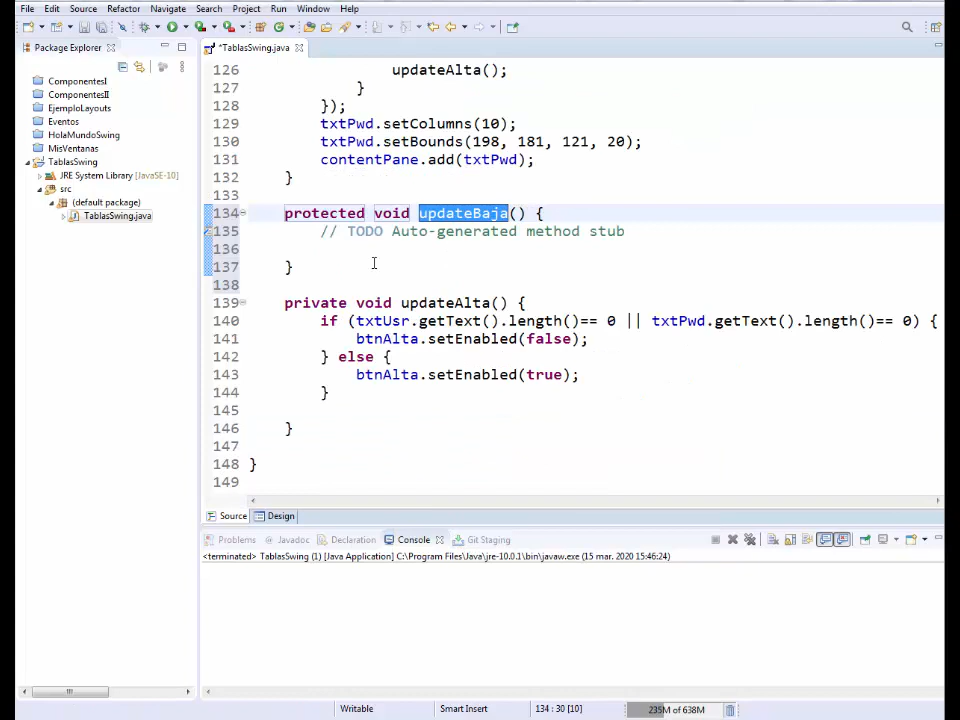 File Edit Source Refactor Navigate Search Project Run Window Help
Package Explorer
*TablasSwing.java
ComponentesI
ComponentesII
EjemploLayouts
Eventos
HolaMundoSwing
MisVentanas
TablasSwing
JRE System Library [JavaSE-10]
src
(default package)
TablasSwing.java
126 updateAlta();
127 }
128 });
129 txtPwd.setColumns(10);
130 txtPwd.setBounds(198, 181, 121, 20);
131 contentPane.add(txtPwd);
132 }
133
134 protected void updateBaja() {
135 // TODO Auto-generated method stub
136
137 }
138
139 private void updateAlta() {
140 if (txtUsr.getText().length()== 0 || txtPwd.getText().length()== 0) {
141 btnAlta.setEnabled(false);
142 } else {
143 btnAlta.setEnabled(true);
144 }
145
146 }
147
148 }
149
Source Design
Problems Javadoc Declaration Console Git Staging
<terminated> TablasSwing (1) [Java Application] C:\Program Files\Java\jre-10.0.1\bin\javaw.exe (15 mar. 2020 15:46:24)
Writable Smart Insert 134 : 30 [10] 235M of 638M